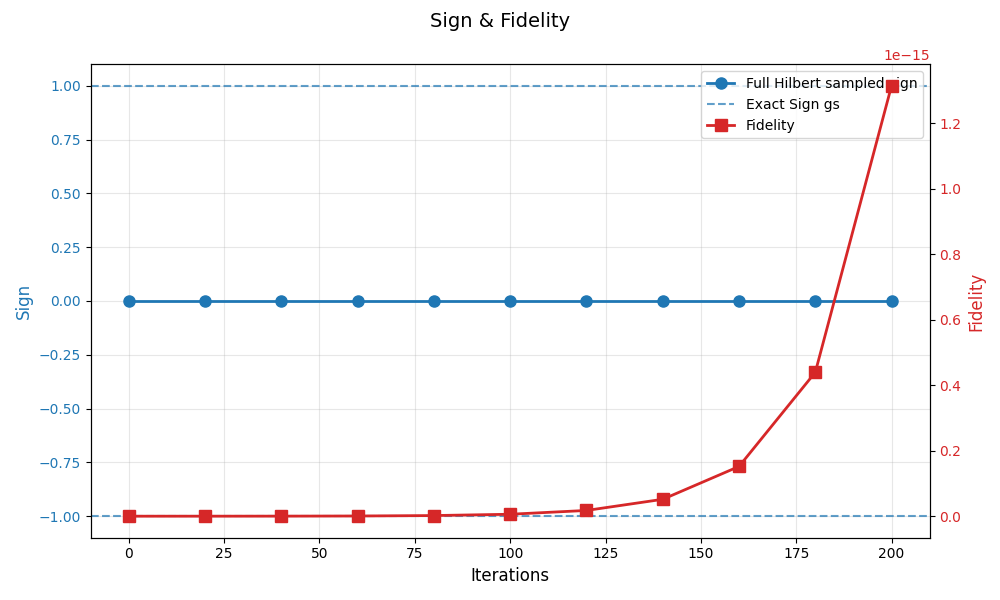 Sign & Fidelity
1e−15
Full Hilbert sampled sign
Exact Sign gs
Fidelity
1.00
0.75
0.50
0.25
0.00
−0.25
−0.50
−0.75
−1.00
Sign
1.2
1.0
0.8
0.6
0.4
0.2
0.0
Fidelity
0 25 50 75 100 125 150 175 200
Iterations